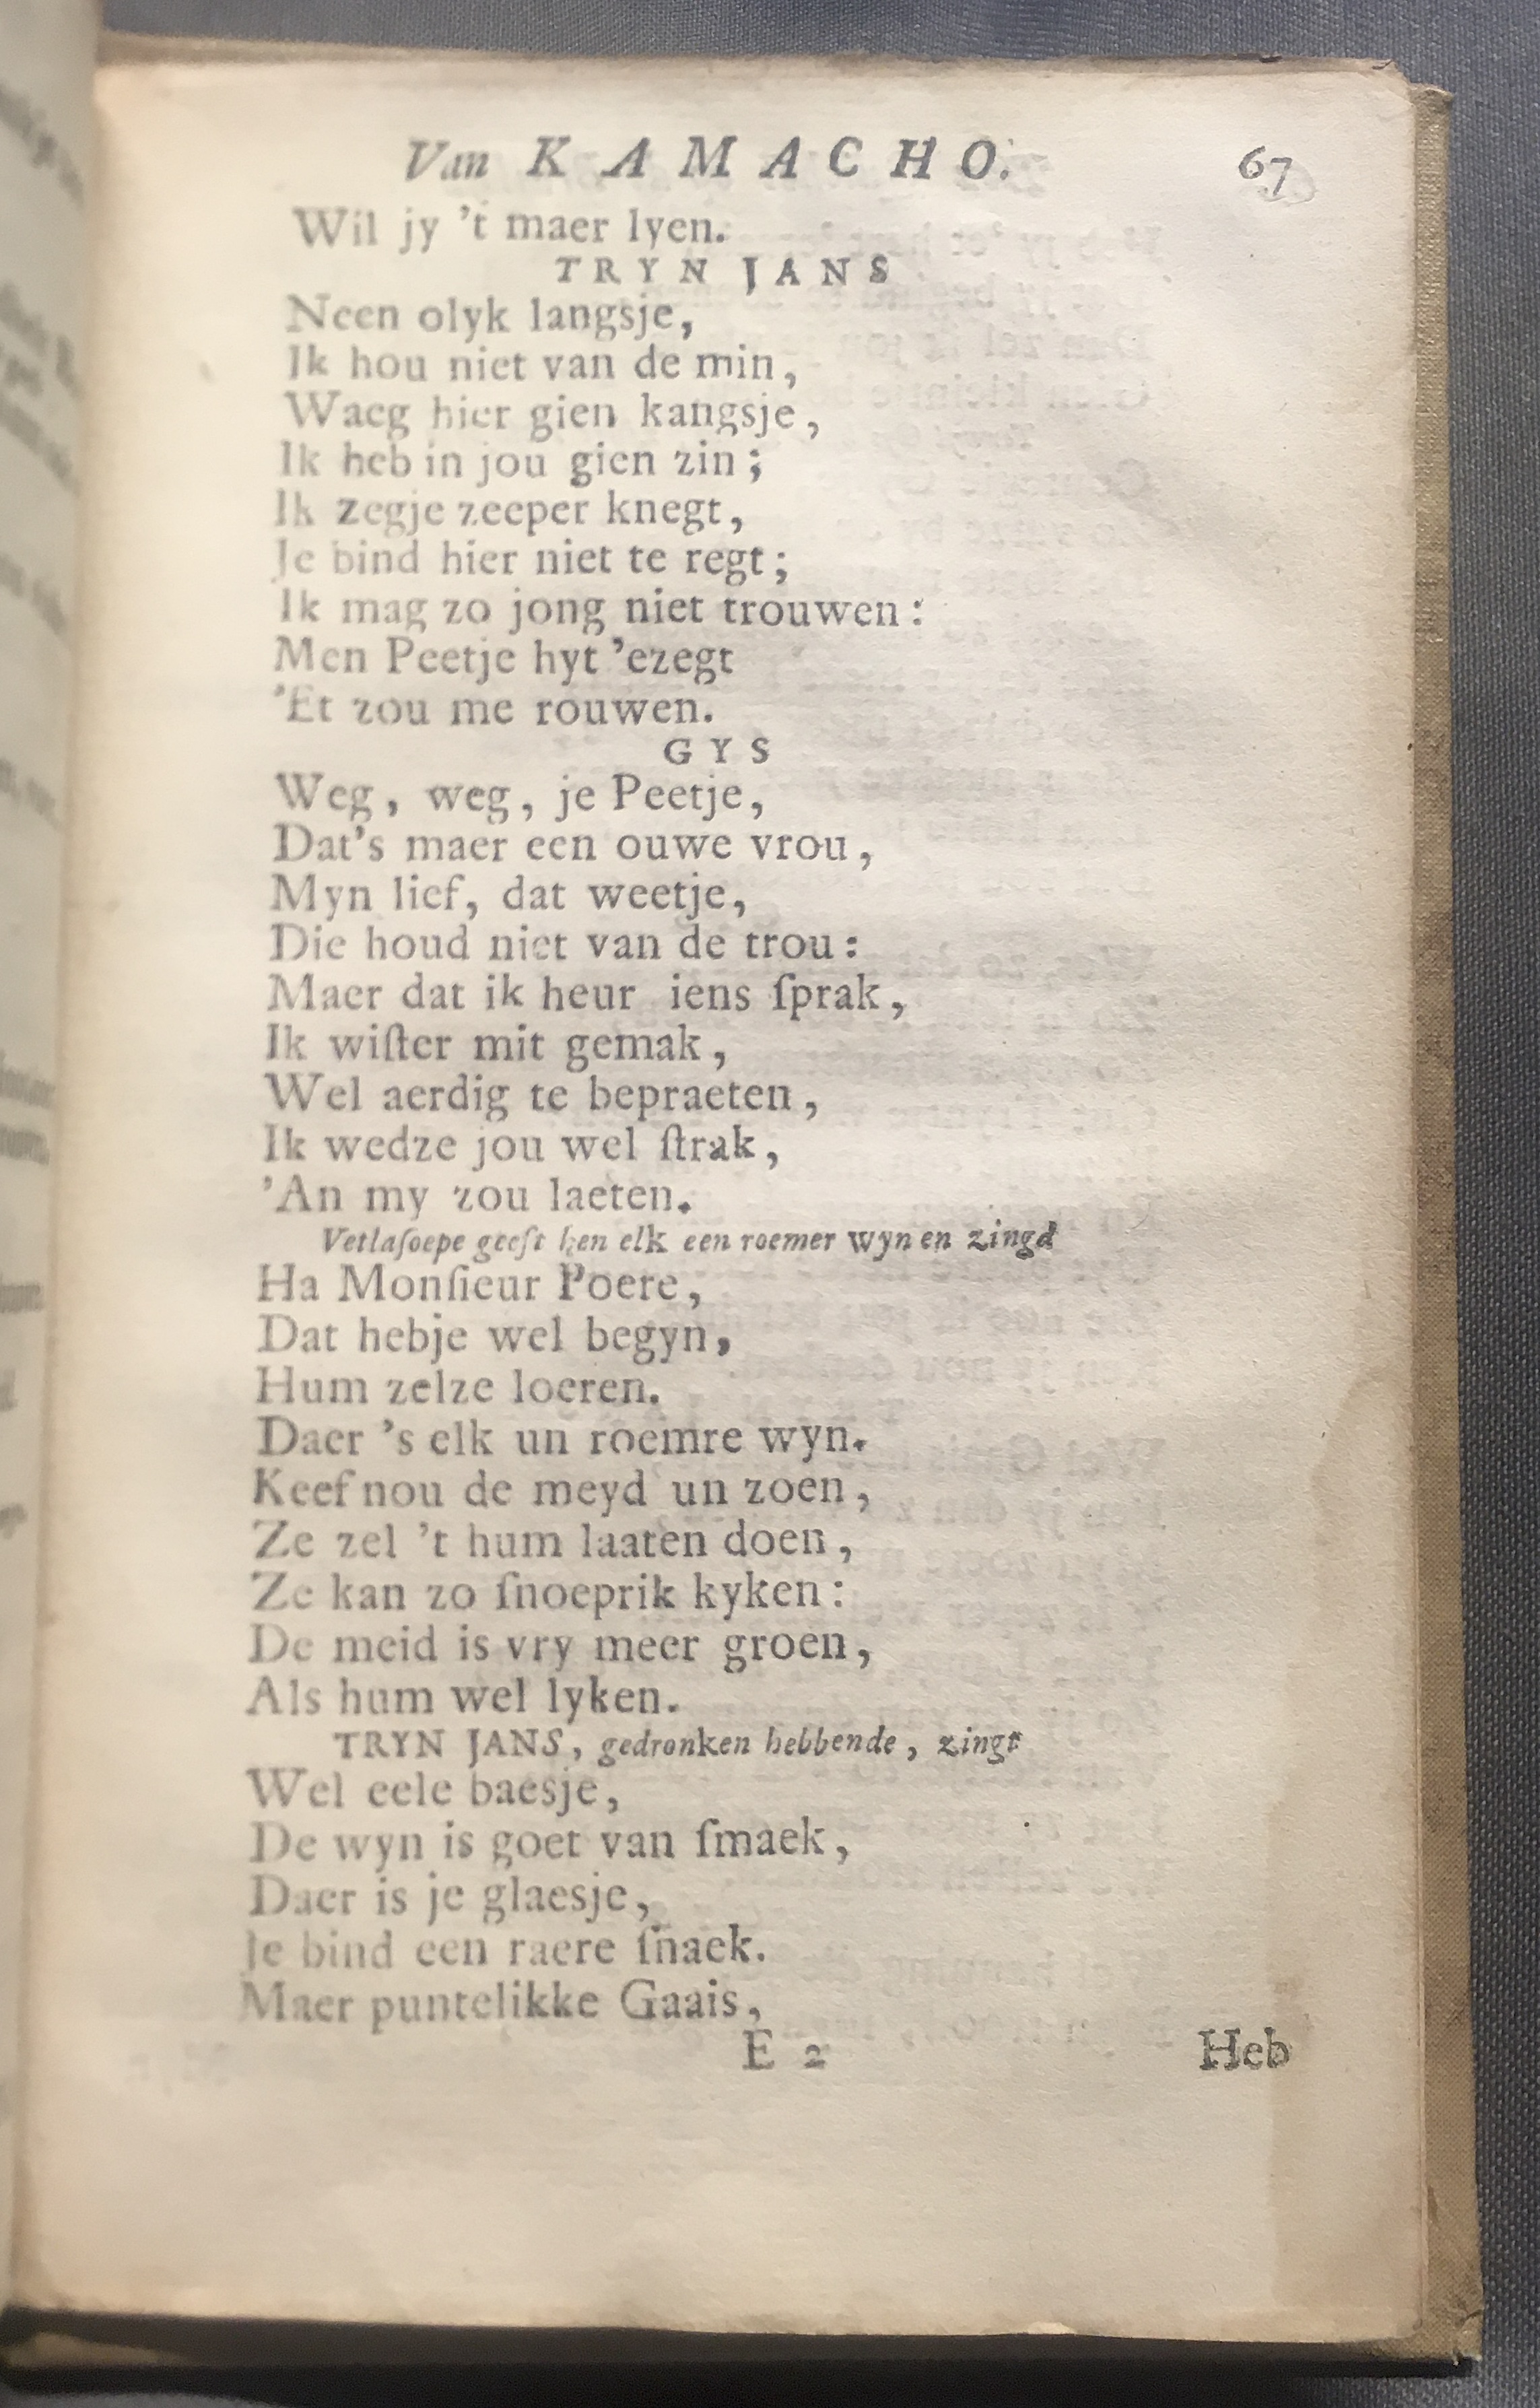 Van KAMACHO. 67
Wil jy 't maer lyen.
TRYN JANS
Neen olyk langsje,
Ik hou niet van de min,
Waeg hier gien kangsje,
Ik heb in jou gien zin;
Ik zegje zeeper knegt,
Je bind hier niet te regt;
Ik mag zo jong niet trouwen:
Men Peetje hyt 'ezegt
'Et zou me rouwen.
GYS
Weg, weg, je Peetje,
Dat's maer een ouwe vrou,
Myn lief, dat weetje,
Die houd niet van de trou:
Maer dat ik heur iens ſprak,
Ik wiſter mit gemak,
Wel aerdig te bepraeten,
Ik wedze jou wel ſtrak,
'An my zou laeten.
Vetlaſoepe geeft hen elk een roemer wyn en zingd
Ha Monſieur Poere,
Dat hebje wel begyn,
Hum zelze loeren.
Daer 's elk un roemre wyn.
Keef nou de meyd un zoen,
Ze zel 't hum laaten doen,
Ze kan zo ſnoeprik kyken:
De meid is vry meer groen,
Als hum wel lyken.
TRYN JANS, gedronken hebbende, zingt
Wel eele baesje,
De wyn is goet van ſmaek,
Daer is je glaesje,
Je bind een raere ſnaek.
Maer puntelikke Gaais,
E 2 Heb